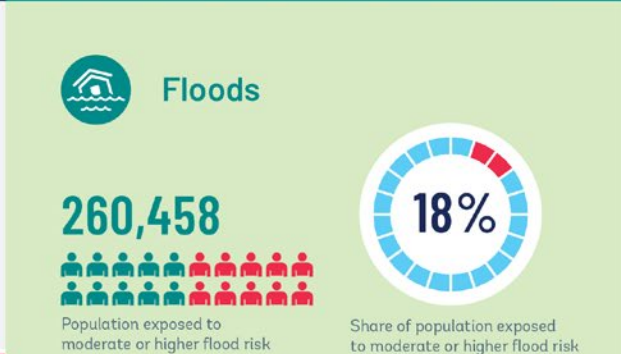 Floods
260,458
18%
Population exposed to
moderate or higher flood risk
Share of population exposed
to moderate or higher flood risk